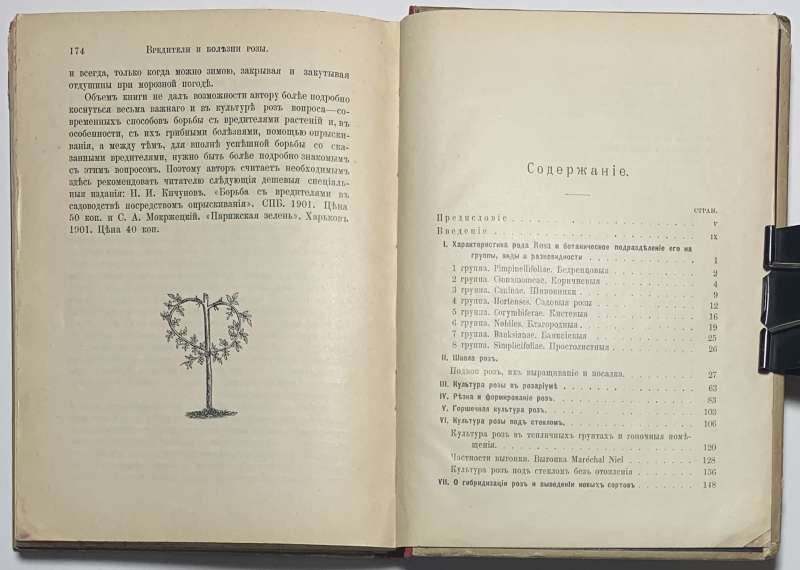 174 Вредители и болѣзни розы.
и всегда, только когда можно зимою, закрывая и закутывая
отдушины при морозной погодѣ.
Объем книги не далъ возможности автору болѣе подробно
коснуться весьма важнаго и въ культурѣ розъ вопроса—со-
временныхъ способовъ борьбы съ вредителями растеній и, въ
особенности, съ ихъ грибными болѣзнями, помощью опрыски-
ванія, а между тѣмъ, для вполнѣ успѣшной борьбы со ска-
занными вредителями, нужно быть болѣе подробно знакомымъ
съ этимъ вопросомъ. Поэтому авторъ считаетъ необходимымъ
здѣсь рекомендовать читателю слѣдующія дешевыя спеціаль-
ныя изданія: Н. И. Кичуновъ. «Борьба съ вредителями въ
садоводствѣ посредствомъ опрыскиванія». СПБ. 1901. Цѣна
50 коп. и С. А. Мокржецкій. «Парижская зелень». Харьковъ
1901. Цѣна 40 коп.
Содержаніе.
СТРАН.
Предисловіе . . . v
Введеніе . . . ix
I. Характеристика рода Rosa и ботаническое подраздѣленіе его на
группы, виды и разновидности . . . 1
1 группа. Pimpinellifoliae. Бедренцовыя . . . 2
2 группа. Cinnamomeae. Коричневыя . . . 4
3 группа. Caninae. Шиповники . . . 9
4 группа. Hortenses. Садовыя розы . . . 12
5 группа. Corymbiferae. Кистевыя . . . 16
6 группа. Nobiles. Благородныя . . . 19
7 группа. Banksianae. Банксіевыя . . . 25
8 группа. Simplicifoliae. Простолистныя . . . 26
II. Школа розъ.
Подвои розъ, ихъ выращиваніе и посадка. . . . 27
III. Культура розы въ розаріумѣ . . . 63
IV. Рѣзка и формированіе розъ. . . . 83
V. Горшечная культура розъ. . . . 103
VI. Культура розы подъ стекломъ. . . . 106
Культура розъ въ тепличныхъ грунтахъ и гоночныя помѣ-
щенія. . . . 120
Частности выгонки. Выгонка Maréchal Niel . . . 128
Культура розъ подъ стекломъ безъ отопленія . . . 136
VII. О гибридизаціи розъ и выведеніи новыхъ сортовъ . . . 148